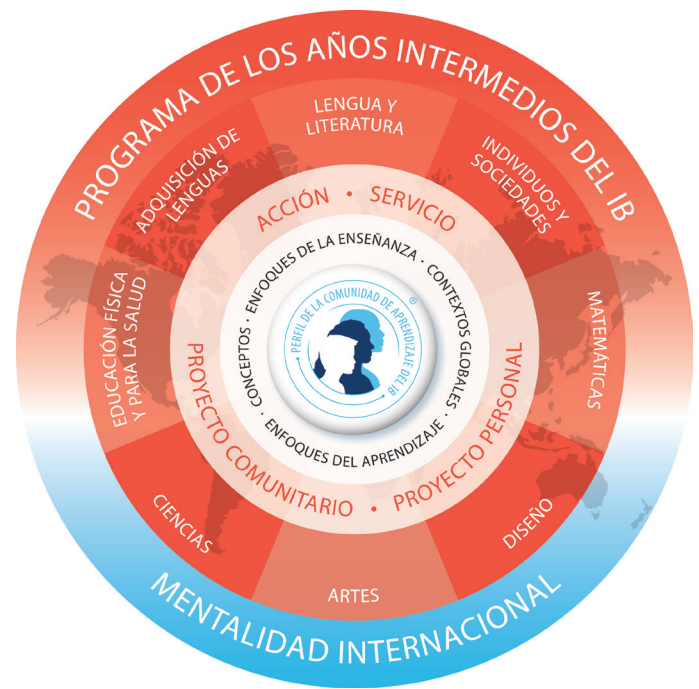 PROGRAMA DE LOS AÑOS INTERMEDIOS DEL IB
LENGUA Y
LITERATURA
INDIVIDUOS Y
SOCIEDADES
MATEMÁTICAS
DISEÑO
ARTES
CIENCIAS
EDUCACIÓN FÍSICA
Y PARA LA SALUD
ADQUISICIÓN DE
LENGUAS
ACCIÓN • SERVICIO
PROYECTO COMUNITARIO • PROYECTO PERSONAL
ENFOQUES DE LA ENSEÑANZA · CONTEXTOS GLOBALES ·
CONCEPTOS · ENFOQUES DEL APRENDIZAJE ·
PERFIL DE LA COMUNIDAD DE APRENDIZAJE DEL IB
®
MENTALIDAD INTERNACIONAL